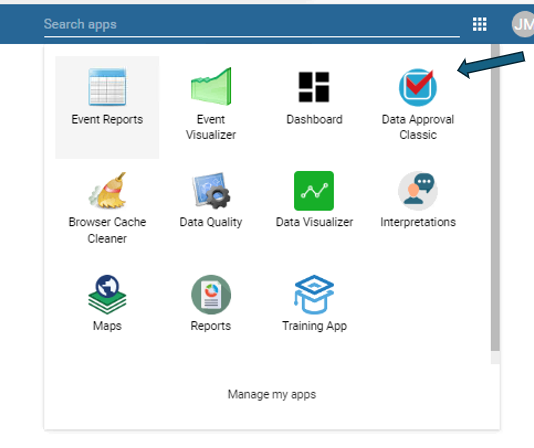 Search apps
JM
Event Reports
Event
Visualizer
Dashboard
Data Approval
Classic
Browser Cache
Cleaner
Data Quality
Data Visualizer
Interpretations
Maps
Reports
Training App
Manage my apps